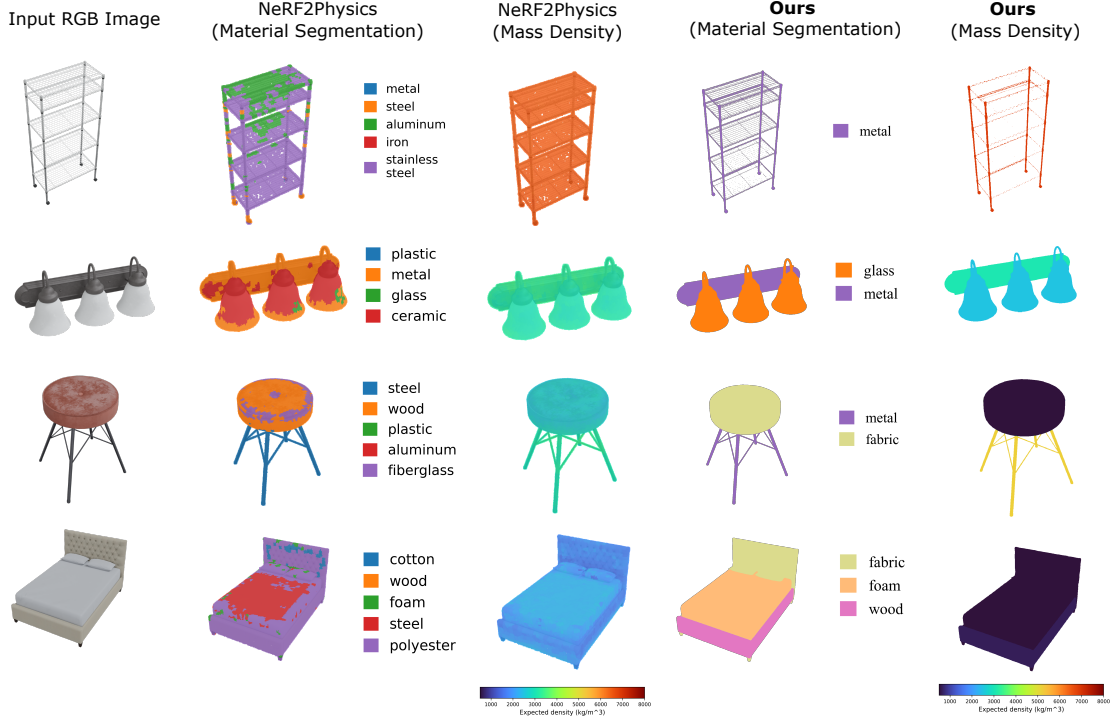 Input RGB Image
NeRF2Physics
(Material Segmentation)
NeRF2Physics
(Mass Density)
Ours
(Material Segmentation)
Ours
(Mass Density)
metal
steel
aluminum
iron
stainless
steel
metal
plastic
metal
glass
ceramic
glass
metal
steel
wood
plastic
aluminum
fiberglass
metal
fabric
cotton
wood
foam
steel
polyester
fabric
foam
wood
1000 2000 3000 4000 5000 6000 7000 8000
Expected density (kg/m^3)
1000 2000 3000 4000 5000 6000 7000 8000
Expected density (kg/m^3)